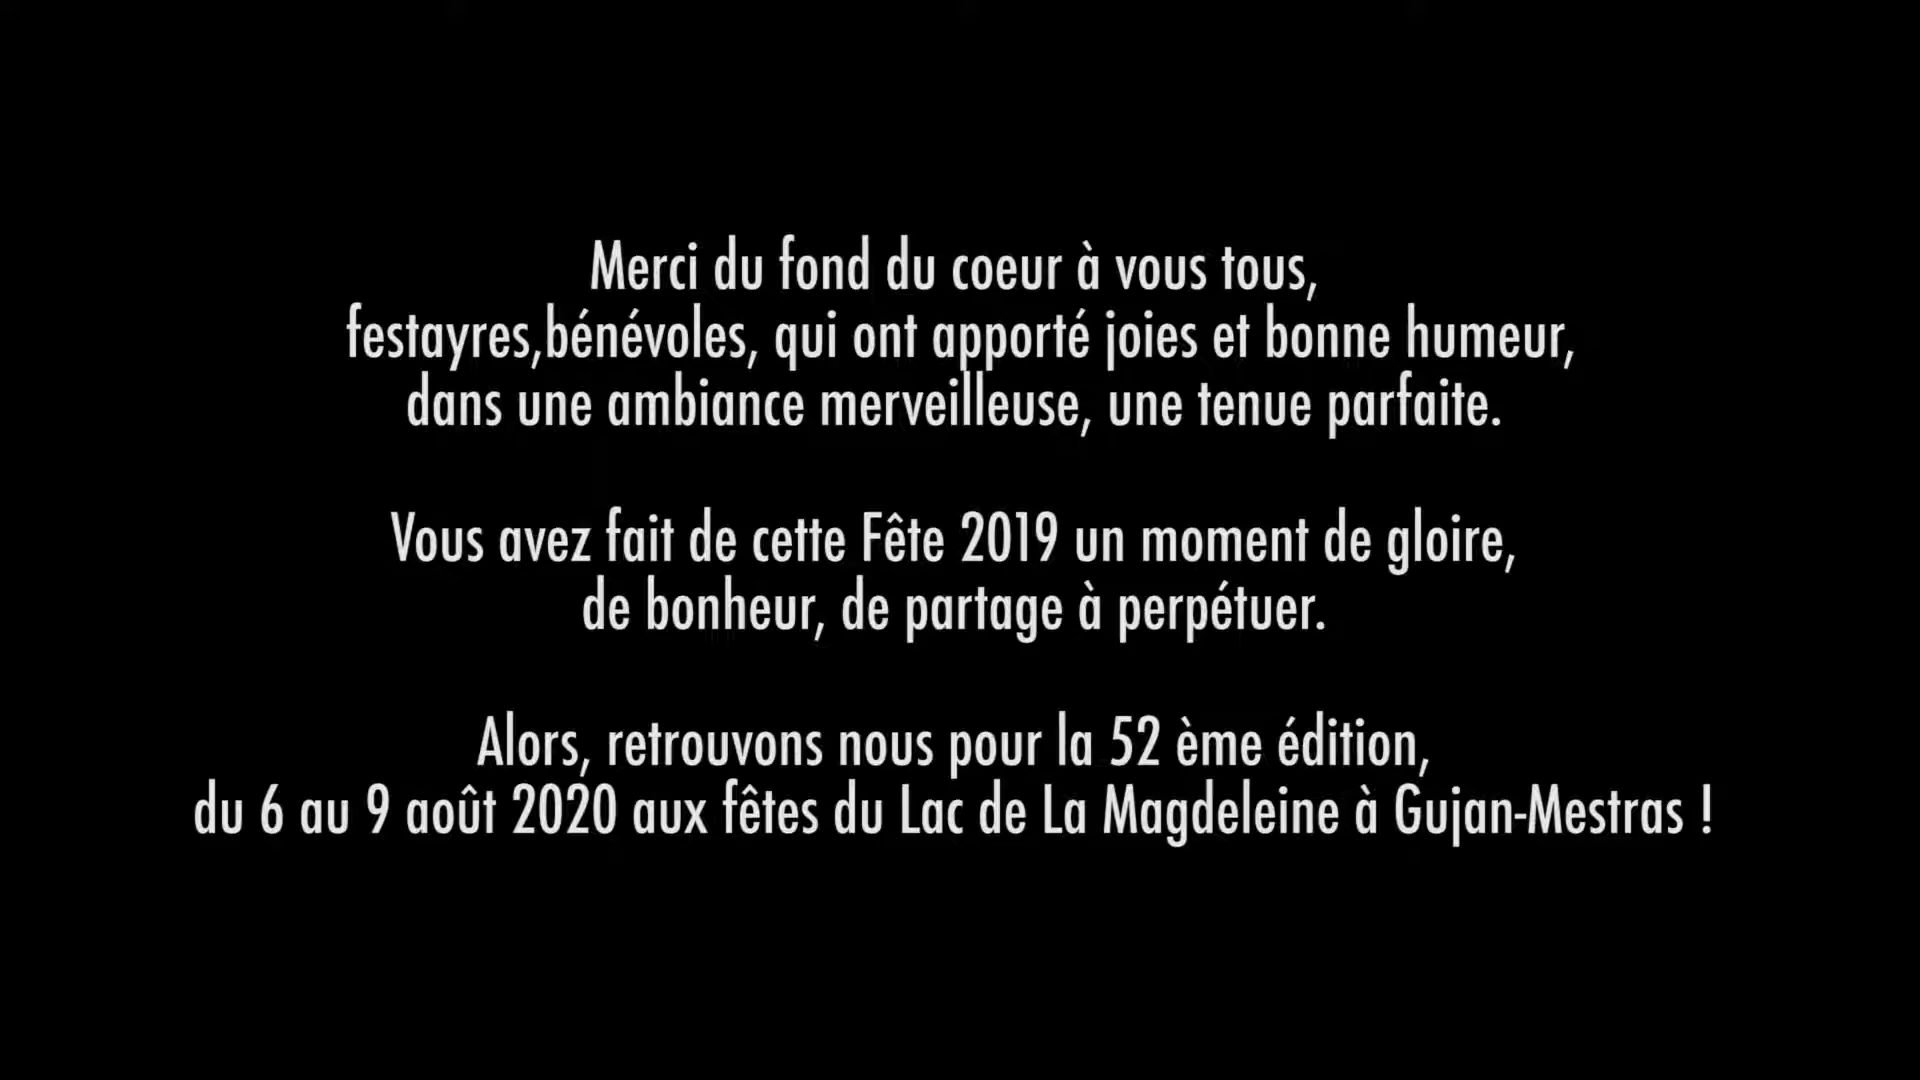 Merci du fond du coeur à vous tous,
festayres,bénévoles, qui ont apporté joies et bonne humeur,
dans une ambiance merveilleuse, une tenue parfaite.
Vous avez fait de cette Fête 2019 un moment de gloire,
de bonheur, de partage à perpétuer.
Alors, retrouvons nous pour la 52 ème édition,
du 6 au 9 août 2020 aux fêtes du Lac de La Magdeleine à Gujan-Mestras !